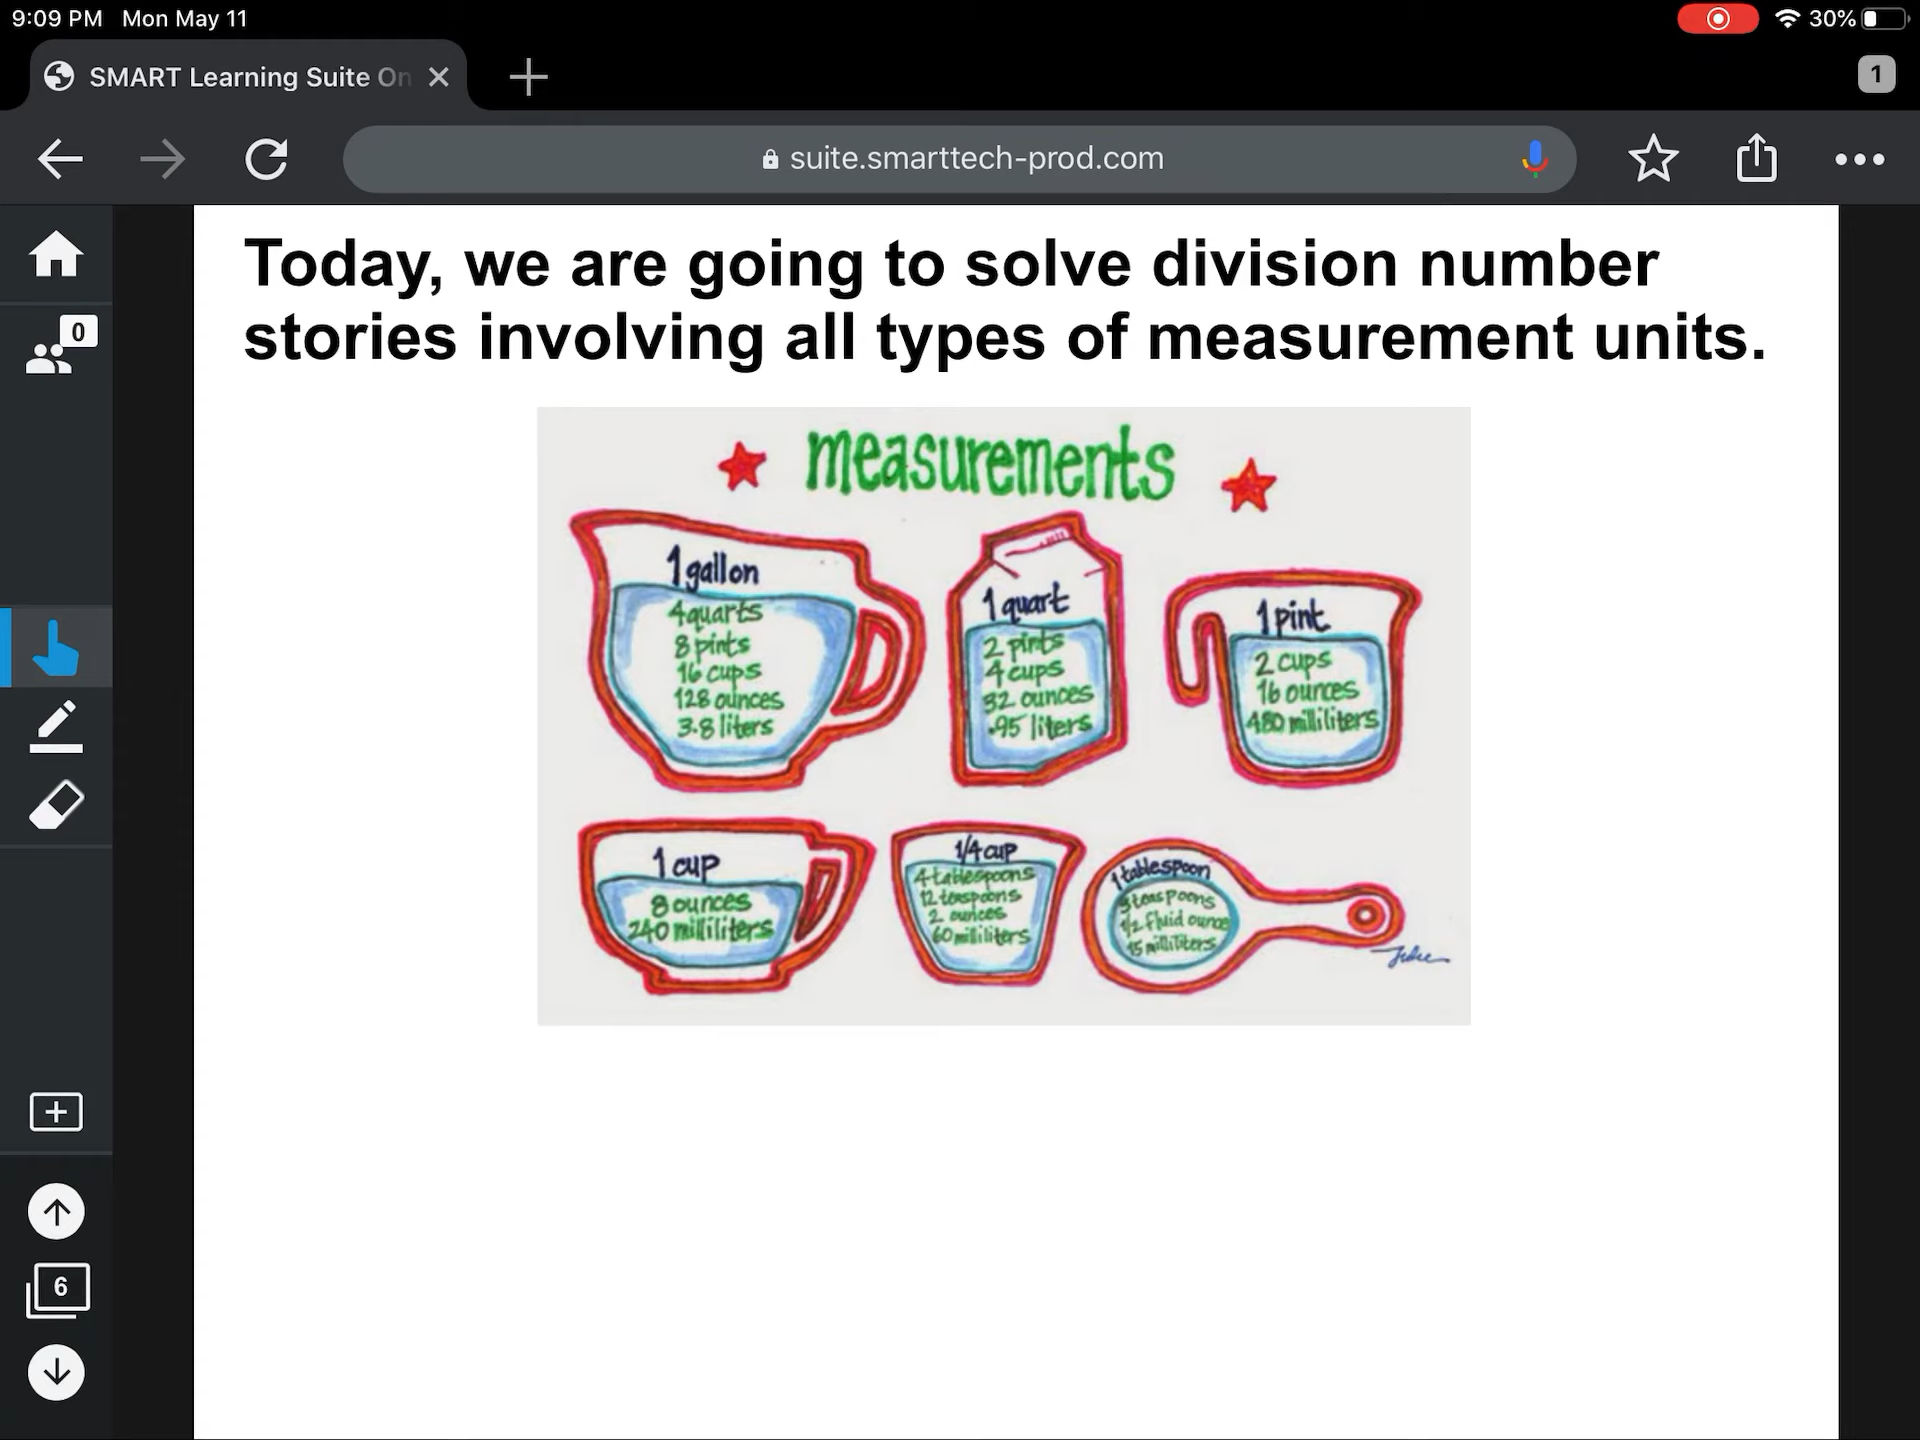 9:09 PM Mon May 11
30%
SMART Learning Suite On
1
suite.smarttech-prod.com
0
Today, we are going to solve division number
stories involving all types of measurement units.
measurements
1 gallon
4 quarts
8 pints
16 cups
128 ounces
3.8 liters
1 quart
2 pints
4 cups
32 ounces
.95 liters
1 pint
2 cups
16 ounces
480 milliliters
1 cup
8 ounces
240 milliliters
1/4 cup
4 tablespoons
12 teaspoons
2 ounces
60 milliliters
1 tablespoon
3 teaspoons
1/2 fluid ounce
15 milliliters
6